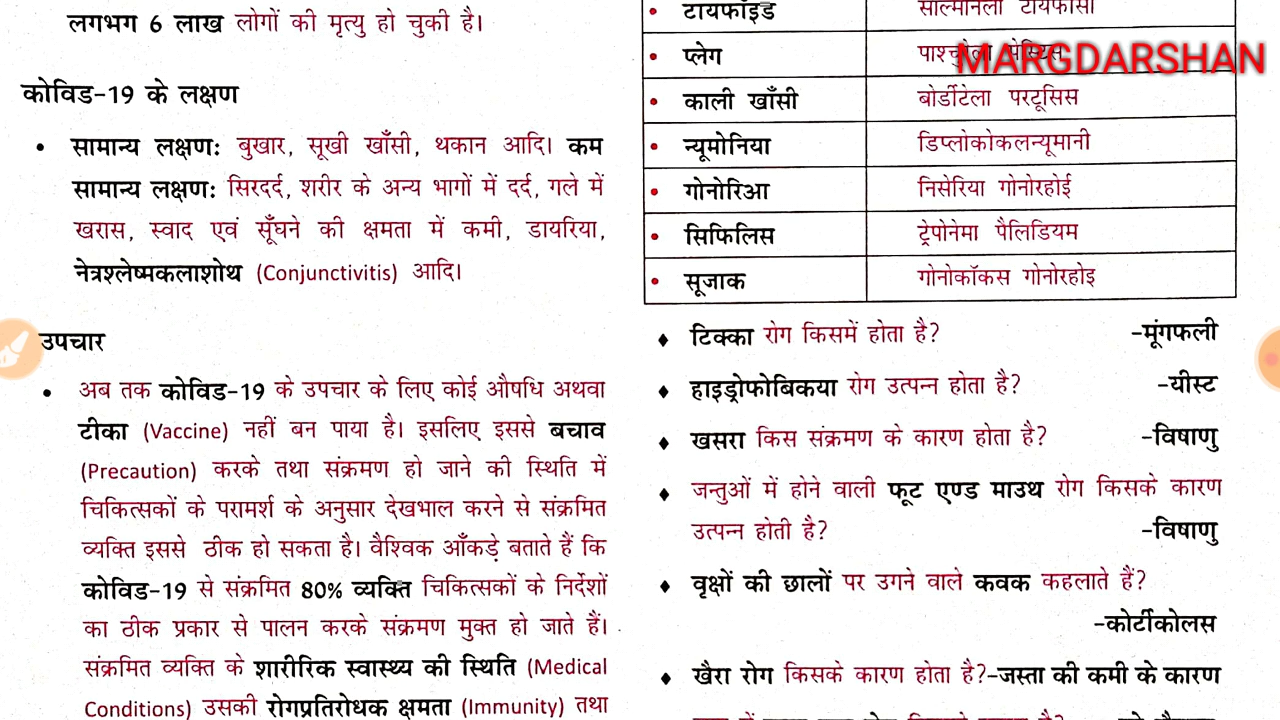 लगभग 6 लाख लोगों की मृत्यु हो चुकी है।
कोविड-19 के लक्षण
• सामान्य लक्षण: बुखार, सूखी खाँसी, थकान आदि। कम
सामान्य लक्षण: सिरदर्द, शरीर के अन्य भागों में दर्द, गले में
खरास, स्वाद एवं सूँघने की क्षमता में कमी, डायरिया,
नेत्रश्लेष्मकलाशोथ (Conjunctivitis) आदि।
उपचार
• अब तक कोविड-19 के उपचार के लिए कोई औषधि अथवा
टीका (Vaccine) नहीं बन पाया है। इसलिए इससे बचाव
(Precaution) करके तथा संक्रमण हो जाने की स्थिति में
चिकित्सकों के परामर्श के अनुसार देखभाल करने से संक्रमित
व्यक्ति इससे ठीक हो सकता है। वैश्विक आँकड़े बताते हैं कि
कोविड-19 से संक्रमित 80% व्यक्ति चिकित्सकों के निर्देशों
का ठीक प्रकार से पालन करके संक्रमण मुक्त हो जाते हैं।
संक्रमित व्यक्ति के शारीरिक स्वास्थ्य की स्थिति (Medical
Conditions) उसकी रोगप्रतिरोधक क्षमता (Immunity) तथा
• टायफॉइड साल्मोनेला टायफोसा
MARGDARSHAN
• प्लेग पाश्चुरेला पेस्टिस
• काली खाँसी बोर्डीटेला परटूसिस
• न्यूमोनिया डिप्लोकोकलन्यूमानी
• गोनोरिआ निसेरिया गोनोरहोई
• सिफिलिस ट्रेपोनेमा पैलिडियम
• सूजाक गोनोकॉकस गोनोरहोइ
♦ टिक्का रोग किसमें होता है? -मूंगफली
♦ हाइड्रोफोबिकया रोग उत्पन्न होता है? -यीस्ट
♦ खसरा किस संक्रमण के कारण होता है? -विषाणु
♦ जन्तुओं में होने वाली फूट एण्ड माउथ रोग किसके कारण
उत्पन्न होती है? -विषाणु
♦ वृक्षों की छालों पर उगने वाले कवक कहलाते हैं?
-कोर्टीकोलस
♦ खैरा रोग किसके कारण होता है?-जस्ता की कमी के कारण